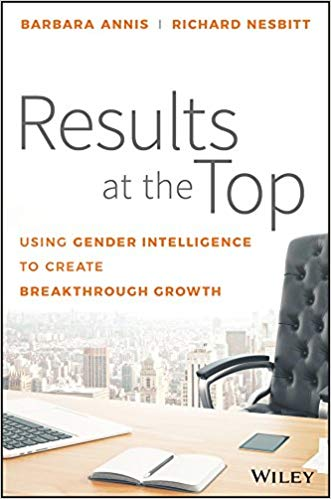 BARBARA ANNIS | RICHARD NESBITT
Results
at the Top
USING GENDER INTELLIGENCE
TO CREATE
BREAKTHROUGH GROWTH
WILEY